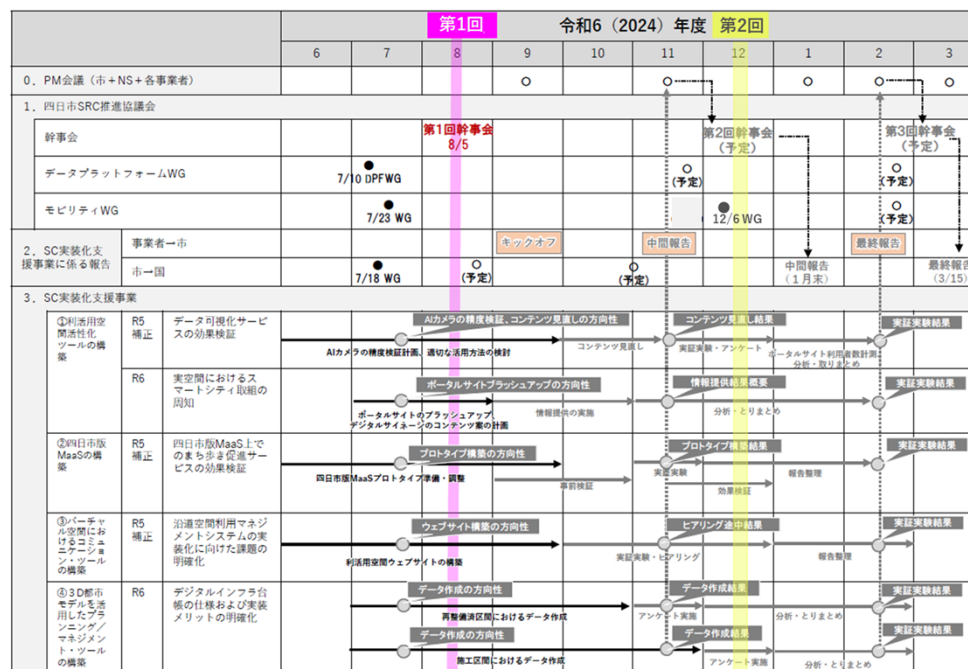 第1回
令和6（2024）年度 第2回
6 7 8 9 10 11 12 1 2 3
0．PM会議（市＋NS＋各事業者）
1．四日市SRC推進協議会
幹事会
第1回幹事会
8/5
第2回幹事会
(予定)
第3回幹事会
(予定)
データプラットフォームWG
7/10 DPFWG
(予定)
(予定)
モビリティWG
7/23 WG
12/6 WG
(予定)
2．SC実装化支
援事業に係る報告
事業者→市
キックオフ
中間報告
最終報告
市→国
7/18 WG
(予定)
(予定)
中間報告
(1月末)
最終報告
(3/15)
3．SC実装化支援事業
①利活用空
間活性化
ツールの構
築
R5
補正
データ可視化サービ
スの効果検証
AIカメラの精度検証、コンテンツ見直しの方向性
AIカメラの精度検証計画、適切な活用方法の検討
コンテンツ見直し
コンテンツ見直し結果
実証実験・アンケート
実証実験結果
ポータルサイト利用者数計測、
分析・取りまとめ
R6
実空間における
スマートシティ取組の
周知
ポータルサイトブラッシュアップの方向性
ポータルサイトのブラッシュアップ、
デジタルサイネージのコンテンツ案の計画
情報提供の実施
情報提供結果概要
分析・とりまとめ
実証実験結果
②四日市版
MaaSの構
築
R5
補正
四日市版MaaS上で
のまち歩き促進サー
ビスの効果検証
プロトタイプ構築の方向性
四日市版MaaSプロトタイプ準備・調整
事前検証
プロトタイプ構築結果
実証実験
効果検証
報告整理
実証実験結果
③バーチャ
ル空間にお
けるコミュ
ニケーショ
ン・ツール
の構築
R5
補正
沿道空間利用マネジ
メントシステムの実
装化に向けた課題の
明確化
ウェブサイト構築の方向性
利活用空間ウェブサイトの構築
ヒアリング途中結果
実証実験・ヒアリング
報告整理
実証実験結果
④3D都市
モデルを活
用したプラ
ンニング／
マネジメン
ト・ツール
の構築
R6
デジタルインフラ台
帳の仕様および実装
メリットの明確化
データ作成の方向性
再整備済区間におけるデータ作成
データ作成結果
アンケート実施
分析・とりまとめ
実証実験結果
データ作成の方向性
施工区間におけるデータ作成
データ作成結果
アンケート実施
分析・とりまとめ
実証実験結果